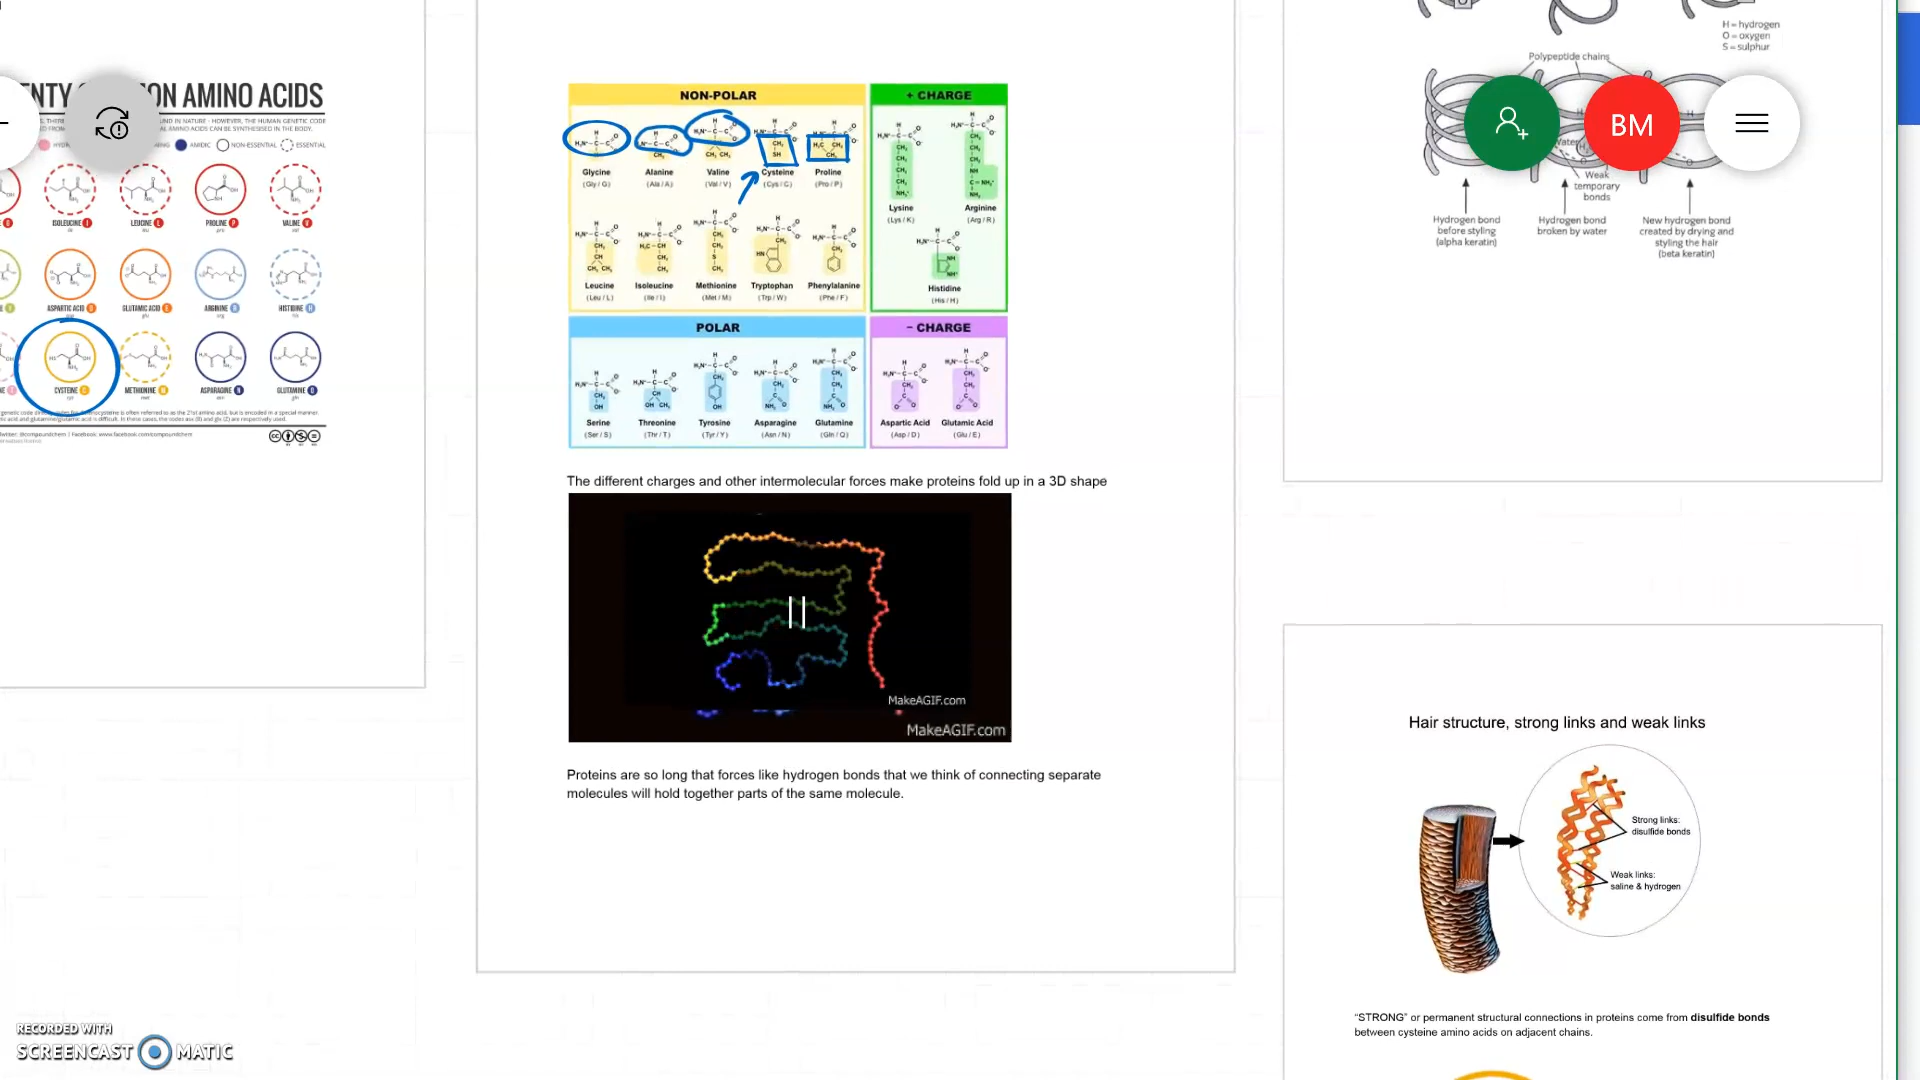 NTY
ON AMINO ACIDS
ISOLEUCINE I
LEUCINE L
PROLINE P
VALINE V
ASPARTIC ACID D
GLUTAMIC ACID E
ARGININE R
HISTIDINE H
CYSTEINE C
METHIONINE M
ASPARAGINE N
GLUTAMINE Q
NON-ESSENTIAL
ESSENTIAL
NON-POLAR
Glycine
(Gly / G)
Alanine
(Ala / A)
Valine
(Val / V)
Cysteine
(Cys / C)
Proline
(Pro / P)
Leucine
(Leu / L)
Isoleucine
(Ile / I)
Methionine
(Met / M)
Tryptophan
(Trp / W)
Phenylalanine
(Phe / F)
+ CHARGE
Lysine
(Lys / K)
Arginine
(Arg / R)
Histidine
(His / H)
POLAR
Serine
(Ser / S)
Threonine
(Thr / T)
Tyrosine
(Tyr / Y)
Asparagine
(Asn / N)
Glutamine
(Gln / Q)
− CHARGE
Aspartic Acid
(Asp / D)
Glutamic Acid
(Glu / E)
The different charges and other intermolecular forces make proteins fold up in a 3D shape
MakeAGIF.com
MakeAGIF.com
Proteins are so long that forces like hydrogen bonds that we think of connecting separate
molecules will hold together parts of the same molecule.
H = hydrogen
O = oxygen
S = sulphur
Polypeptide chains
BM
Weak
temporary
bonds
Hydrogen bond
before styling
(alpha keratin)
Hydrogen bond
broken by water
New hydrogen bond
created by drying and
styling the hair
(beta keratin)
Hair structure, strong links and weak links
Strong links:
disulfide bonds
Weak links:
saline & hydrogen
“STRONG” or permanent structural connections in proteins come from disulfide bonds
between cysteine amino acids on adjacent chains.
RECORDED WITH
SCREENCAST MATIC